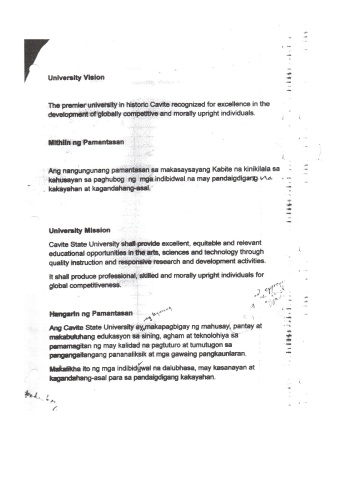 University Vision
The premier university in historic Cavite recognized for excellence in the
development of globally competitive and morally upright individuals.
Mithiin ng Pamantasan
Ang nangungunang pamantasan sa makasaysayang Kabite na kinikilala sa
kahusayan sa paghubog ng mga indibidwal na may pandaigdigang na
kakayahan at kagandahang-asal.
University Mission
Cavite State University shall provide excellent, equitable and relevant
educational opportunities in the arts, sciences and technology through
quality instruction and responsive research and development activities.
It shall produce professional, skilled and morally upright individuals for
global competitiveness.
Hangarin ng Pamantasan
Ang Cavite State University ay makapagbigay ng mahusay, pantay at
makabuluhang edukasyon sa sining, agham at teknolohiya sa
pamamagitan ng may kalidad na pagtuturo at tumutugon sa
pangangailangang pananaliksik at mga gawaing pangkaunlaran.
Makalikha ito ng mga indibidwal na dalubhasa, may kasanayan at
kagandahang-asal para sa pandaigdigang kakayahan.